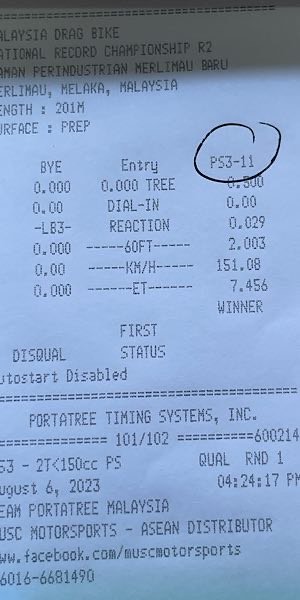 ALAYSIA DRAG BIKE
ATIONAL RECORD CHAMPIONSHIP R2
AMAN PERINDUSTRIAN MERLIMAU BARU
ERLIMAU, MELAKA, MALAYSIA
ENGTH : 201M
URFACE : PREP
BYE Entry PS3-11
0.000 0.000 TREE 0.500
0.00 DIAL-IN 0.00
-LB3- REACTION 0.029
0.000 ------60FT------ 2.003
0.00 ------KM/H------ 151.08
0.000 -------ET------- 7.456
WINNER
FIRST
DISQUAL STATUS
utostart Disabled
PORTATREE TIMING SYSTEMS, INC.
============== 101/102 ==========600214
S3 - 2T<150cc PS QUAL RND 1
ugust 6, 2023 04:24:17 PM
EAM PORTATREE MALAYSIA
USC MOTORSPORTS - ASEAN DISTRIBUTOR
ww.facebook.com/muscmotorsports
6016-6681490